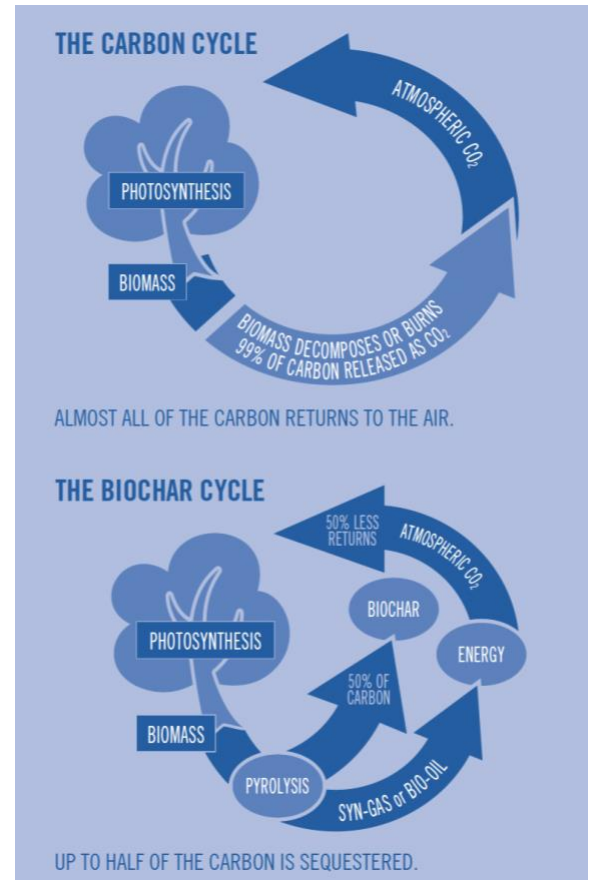 THE CARBON CYCLE
ATMOSPHERIC CO₂
PHOTOSYNTHESIS
BIOMASS
BIOMASS DECOMPOSES OR BURNS
99% OF CARBON RELEASED AS CO₂
ALMOST ALL OF THE CARBON RETURNS TO THE AIR.
THE BIOCHAR CYCLE
50% LESS
RETURNS
ATMOSPHERIC CO₂
BIOCHAR
PHOTOSYNTHESIS
ENERGY
50% OF
CARBON
BIOMASS
PYROLYSIS
SYN-GAS or BIO-OIL
UP TO HALF OF THE CARBON IS SEQUESTERED.